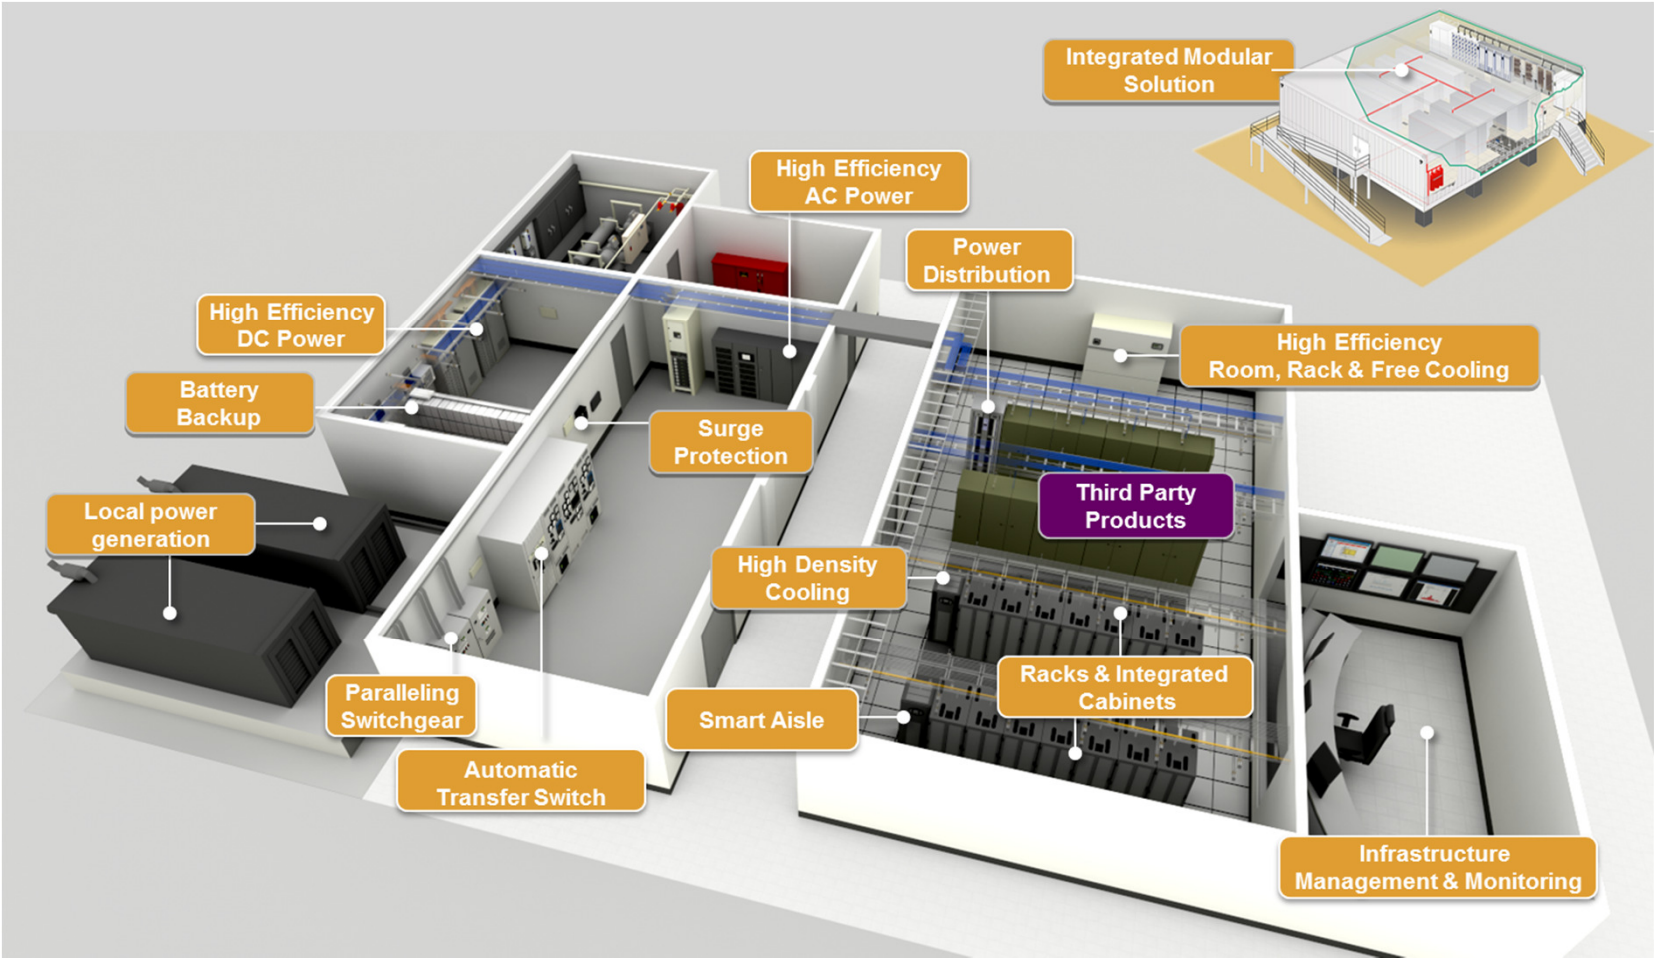 Integrated Modular
Solution
High Efficiency
AC Power
Power
Distribution
High Efficiency
DC Power
High Efficiency
Room, Rack & Free Cooling
Battery
Backup
Surge
Protection
Third Party
Products
Local power
generation
High Density
Cooling
Racks & Integrated
Cabinets
Paralleling
Switchgear
Smart Aisle
Automatic
Transfer Switch
Infrastructure
Management & Monitoring